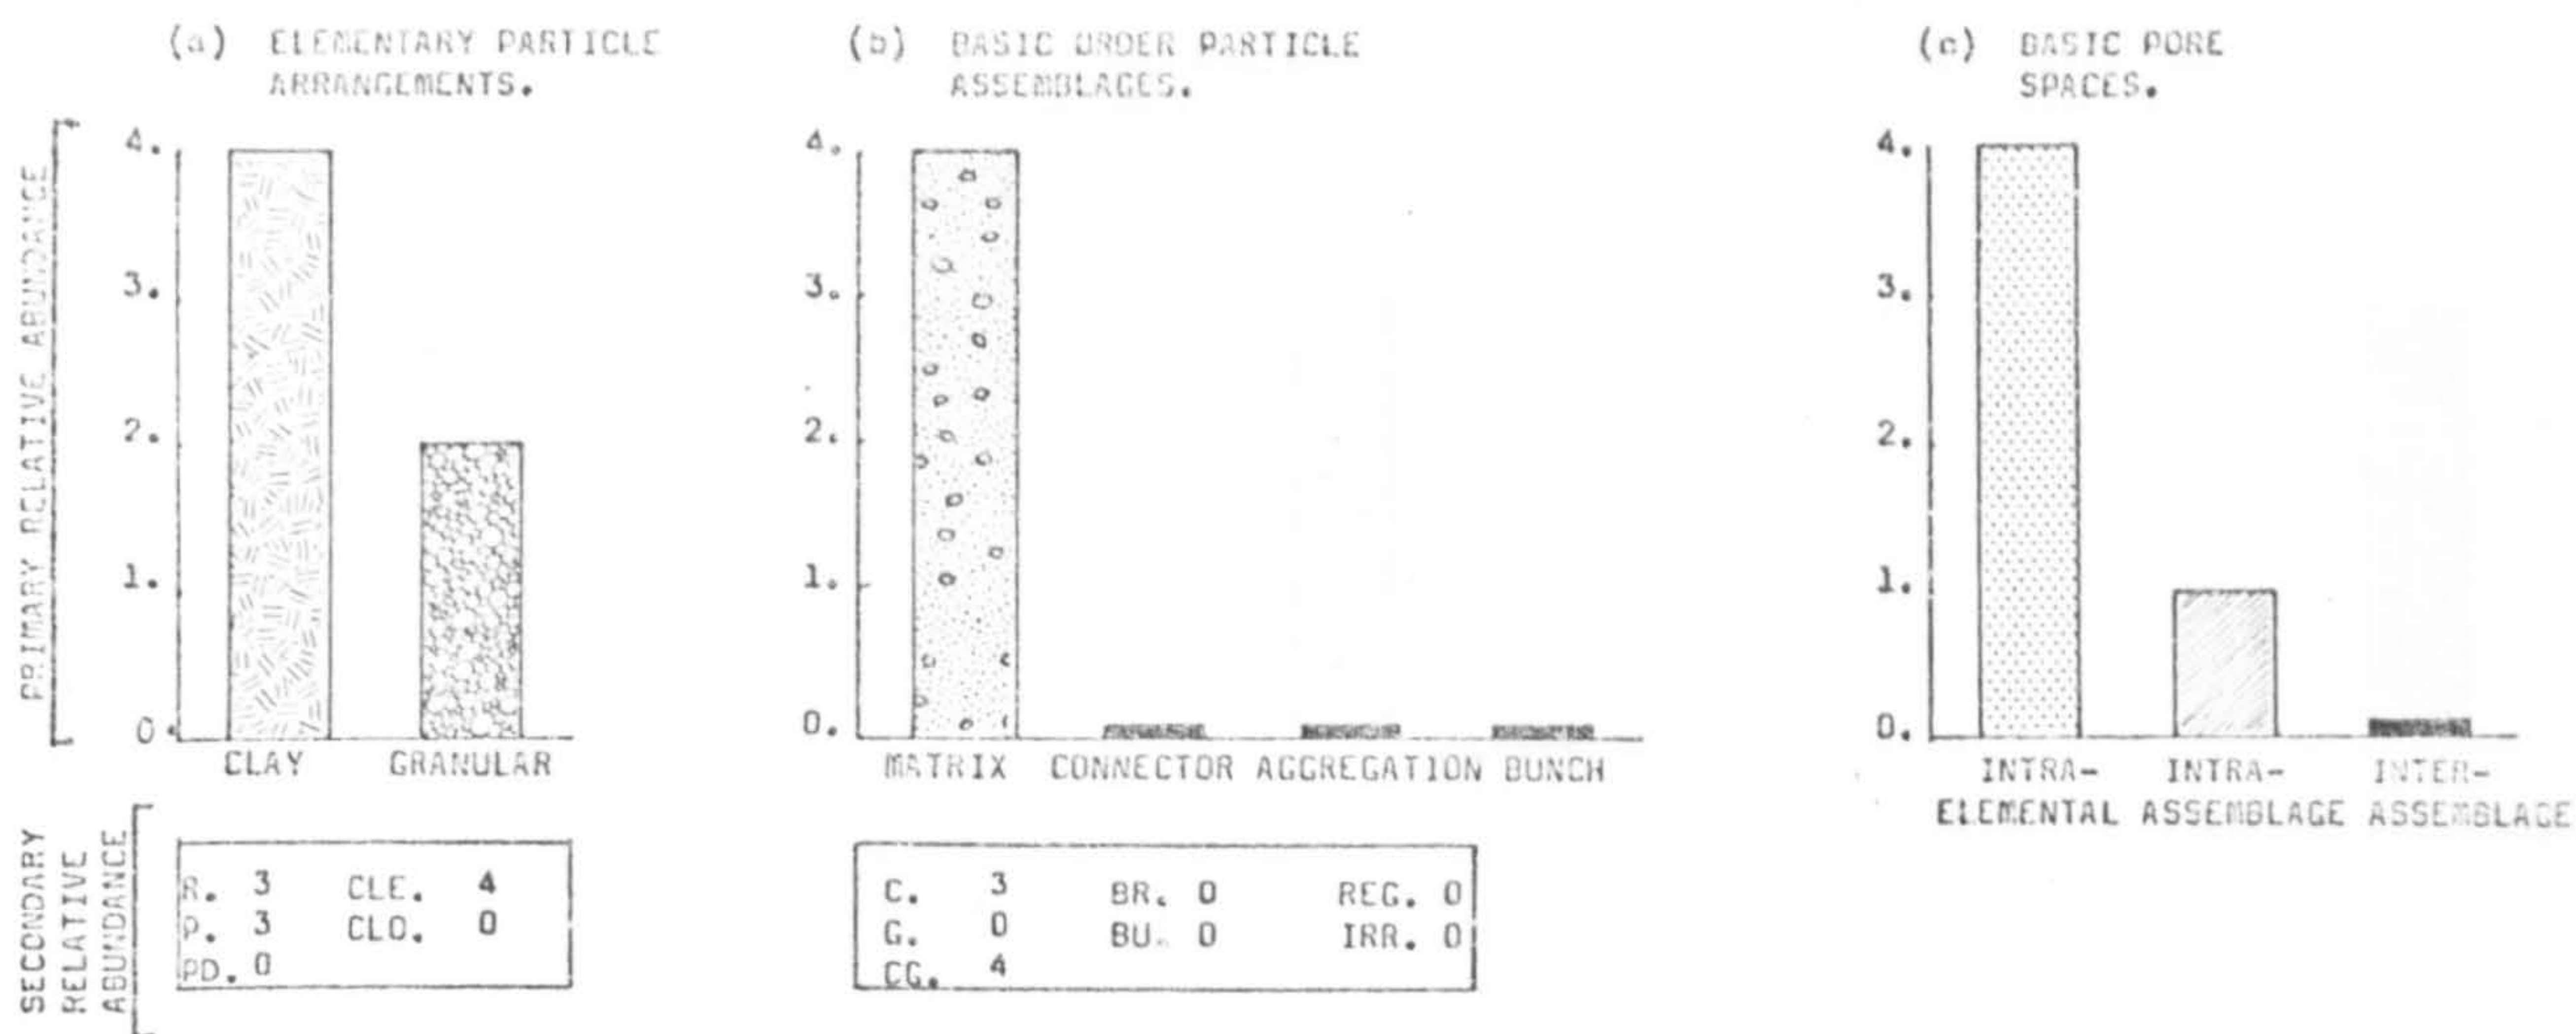 (a) ELEMENTARY PARTICLE
ARRANGEMENTS.
(b) BASIC ORDER PARTICLE
ASSEMBLAGES.
(c) BASIC PORE
SPACES.
PRIMARY RELATIVE ABUNDANCE
4.
3.
2.
1.
0.
CLAY GRANULAR
4.
3.
2.
1.
0.
MATRIX CONNECTOR AGGREGATION BUNCH
4.
3.
2.
1.
0.
INTRA- INTRA- INTER-
ELEMENTAL ASSEMBLAGE ASSEMBLAGE
SECONDARY
RELATIVE
ABUNDANCE
R. 3 CLE. 4
P. 3 CLO. 0
PD. 0
C. 3 BR. 0 REG. 0
G. 0 BU. 0 IRR. 0
CG. 4